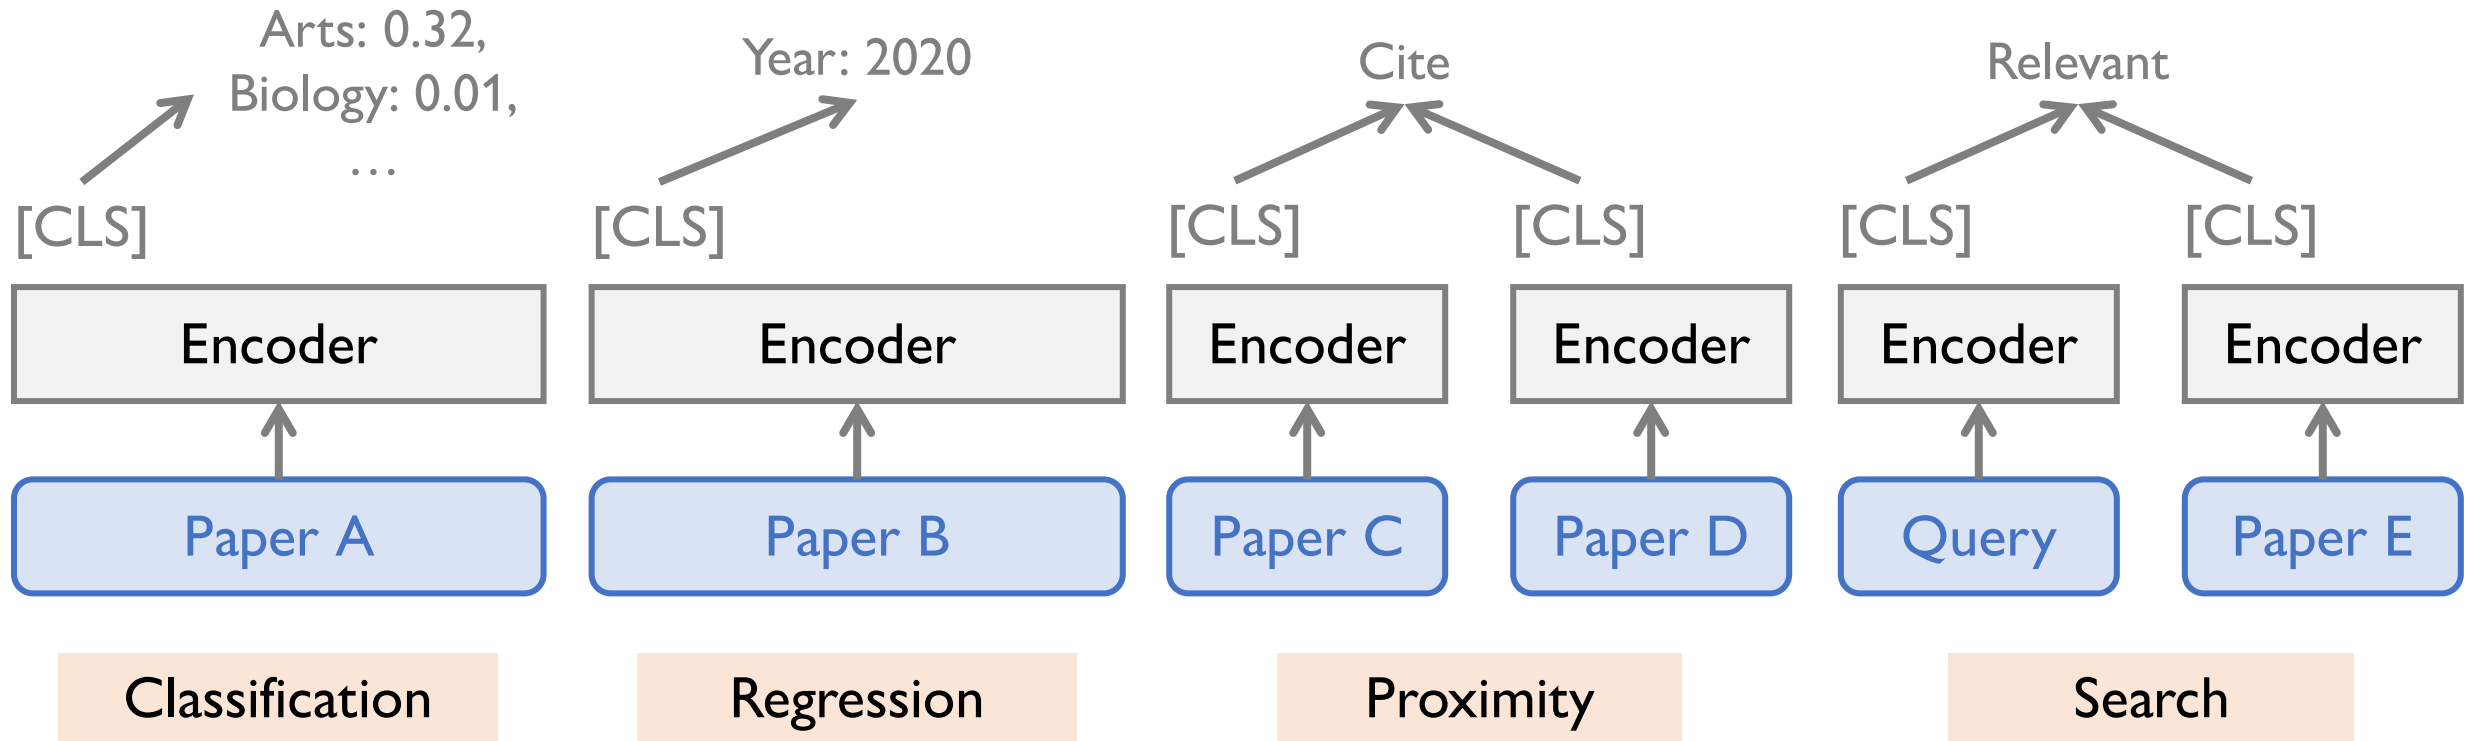 Arts: 0.32,
Biology: 0.01,
...
Year: 2020
Cite
Relevant
[CLS]
[CLS]
[CLS]
[CLS]
[CLS]
[CLS]
Encoder
Encoder
Encoder
Encoder
Encoder
Encoder
Paper A
Paper B
Paper C
Paper D
Query
Paper E
Classification
Regression
Proximity
Search